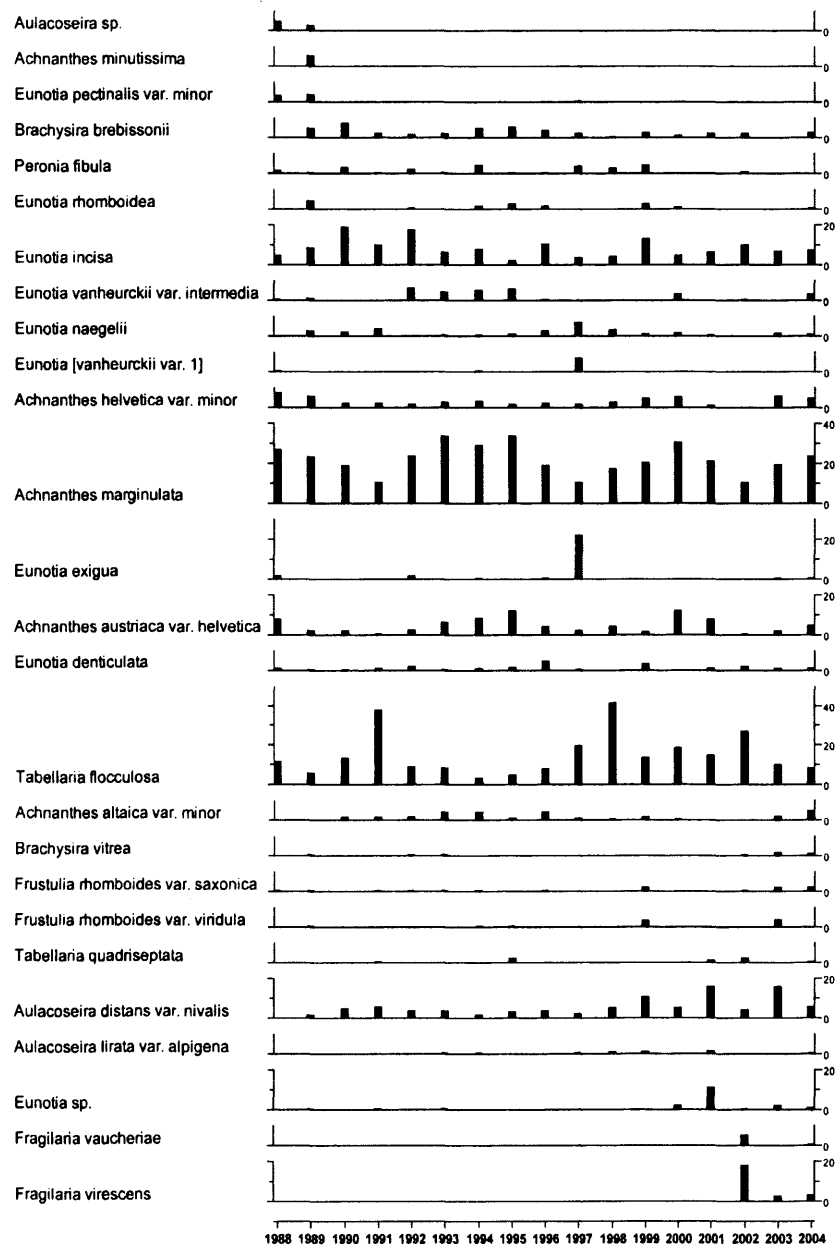 Aulacoseira sp. 0
Achnanthes minutissima 0
Eunotia pectinalis var. minor 0
Brachysira brebissonii 0
Peronia fibula 0
Eunotia rhomboidea 0
20
Eunotia incisa 0
Eunotia vanheurckii var. intermedia 0
Eunotia naegelii 0
Eunotia [vanheurckii var. 1] 0
Achnanthes helvetica var. minor 0
40
20
Achnanthes marginulata 0
20
Eunotia exigua 0
20
Achnanthes austriaca var. helvetica 0
Eunotia denticulata 0
40
20
Tabellaria flocculosa 0
Achnanthes altaica var. minor 0
Brachysira vitrea 0
Frustulia rhomboides var. saxonica 0
Frustulia rhomboides var. viridula 0
Tabellaria quadriseptata 0
20
Aulacoseira distans var. nivalis 0
Aulacoseira lirata var. alpigena 0
20
Eunotia sp. 0
Fragilaria vaucheriae 0
20
Fragilaria virescens 0
1988 1989 1990 1991 1992 1993 1994 1995 1996 1997 1998 1999 2000 2001 2002 2003 2004